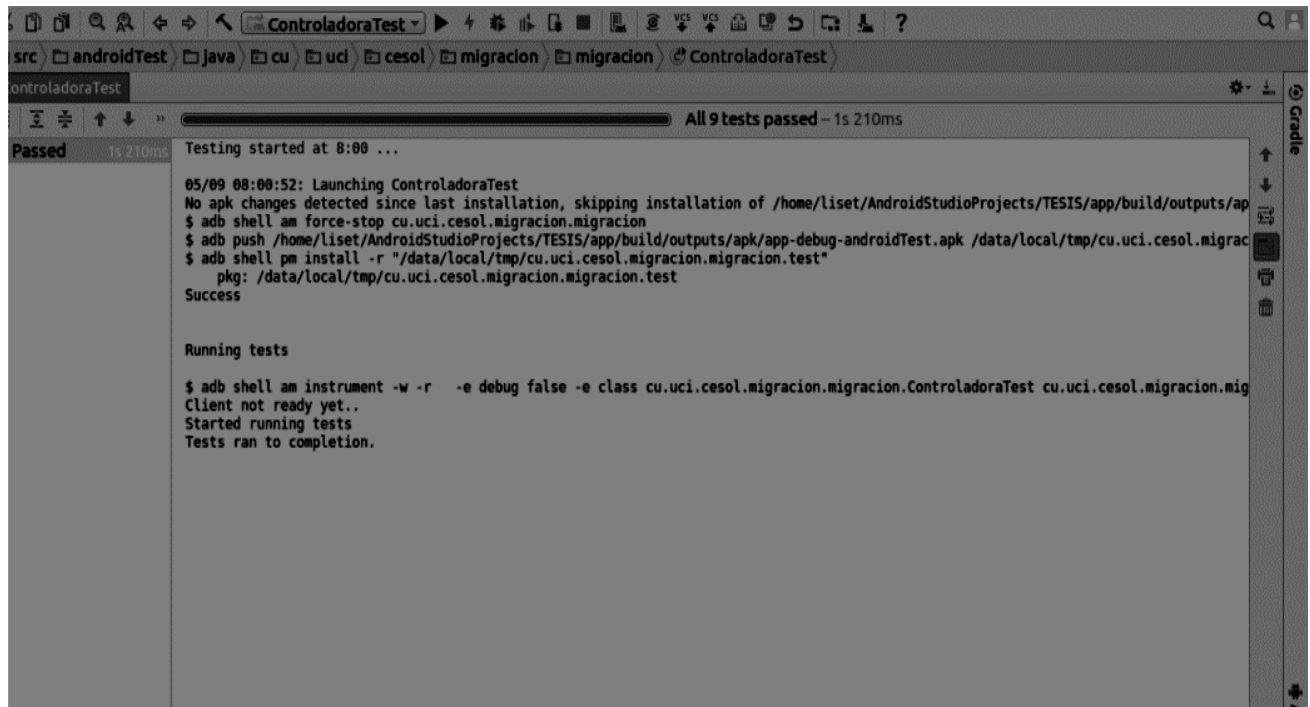 ControladoraTest
VCS VCS ?
src androidTest java cu uci cesol migracion migracion ControladoraTest
ontroladoraTest
» All 9 tests passed – 1s 210ms
Passed 1s 210ms
Testing started at 8:00 ...
05/09 08:00:52: Launching ControladoraTest
No apk changes detected since last installation, skipping installation of /home/liset/AndroidStudioProjects/TESIS/app/build/outputs/ap
$ adb shell am force-stop cu.uci.cesol.migracion.migracion
$ adb push /home/liset/AndroidStudioProjects/TESIS/app/build/outputs/apk/app-debug-androidTest.apk /data/local/tmp/cu.uci.cesol.migrac
$ adb shell pm install -r "/data/local/tmp/cu.uci.cesol.migracion.migracion.test"
pkg: /data/local/tmp/cu.uci.cesol.migracion.migracion.test
Success
Running tests
$ adb shell am instrument -w -r   -e debug false -e class cu.uci.cesol.migracion.migracion.ControladoraTest cu.uci.cesol.migracion.mig
Client not ready yet..
Started running tests
Tests ran to completion.
Gradle